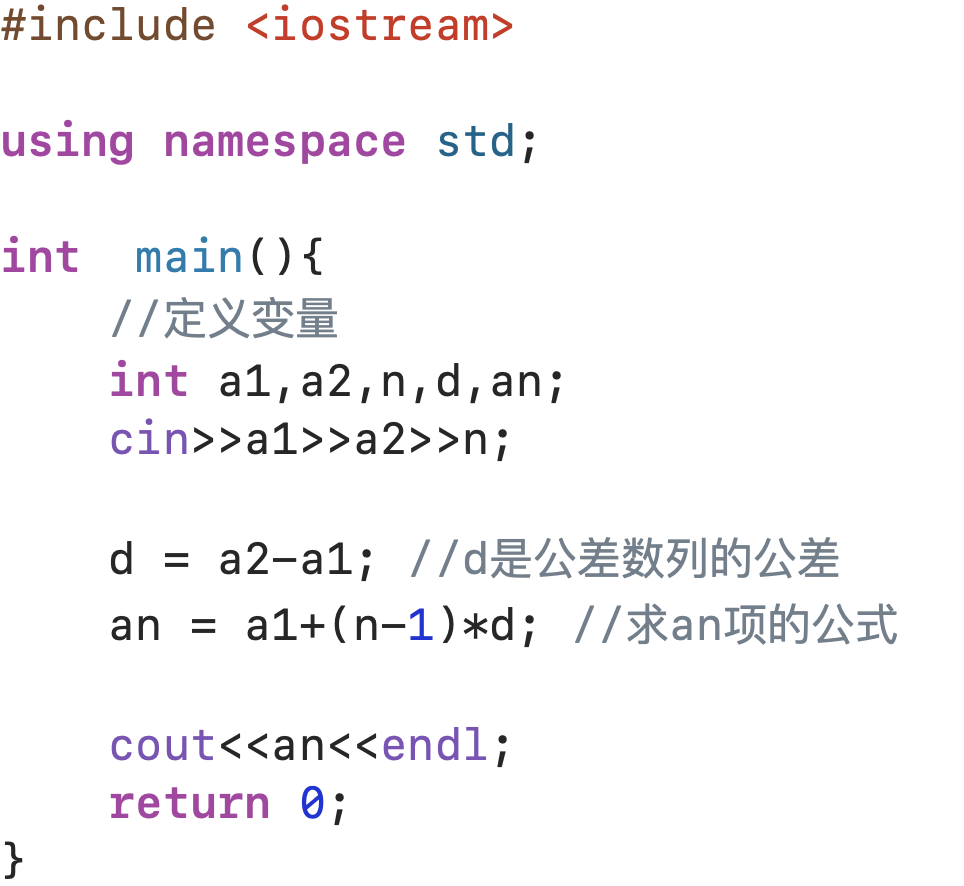 #include <iostream>
using namespace std;
int  main(){
//定义变量
int a1,a2,n,d,an;
cin>>a1>>a2>>n;
d = a2-a1; //d是公差数列的公差
an = a1+(n-1)*d; //求an项的公式
cout<<an<<endl;
return 0;
}